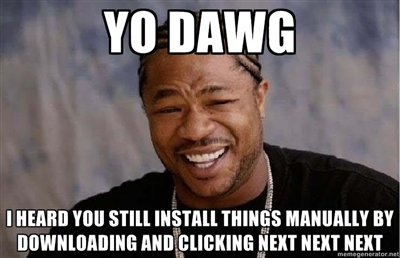 YO DAWG
I HEARD YOU STILL INSTALL THINGS MANUALLY BY
DOWNLOADING AND CLICKING NEXT NEXT NEXT
memegenerator.net